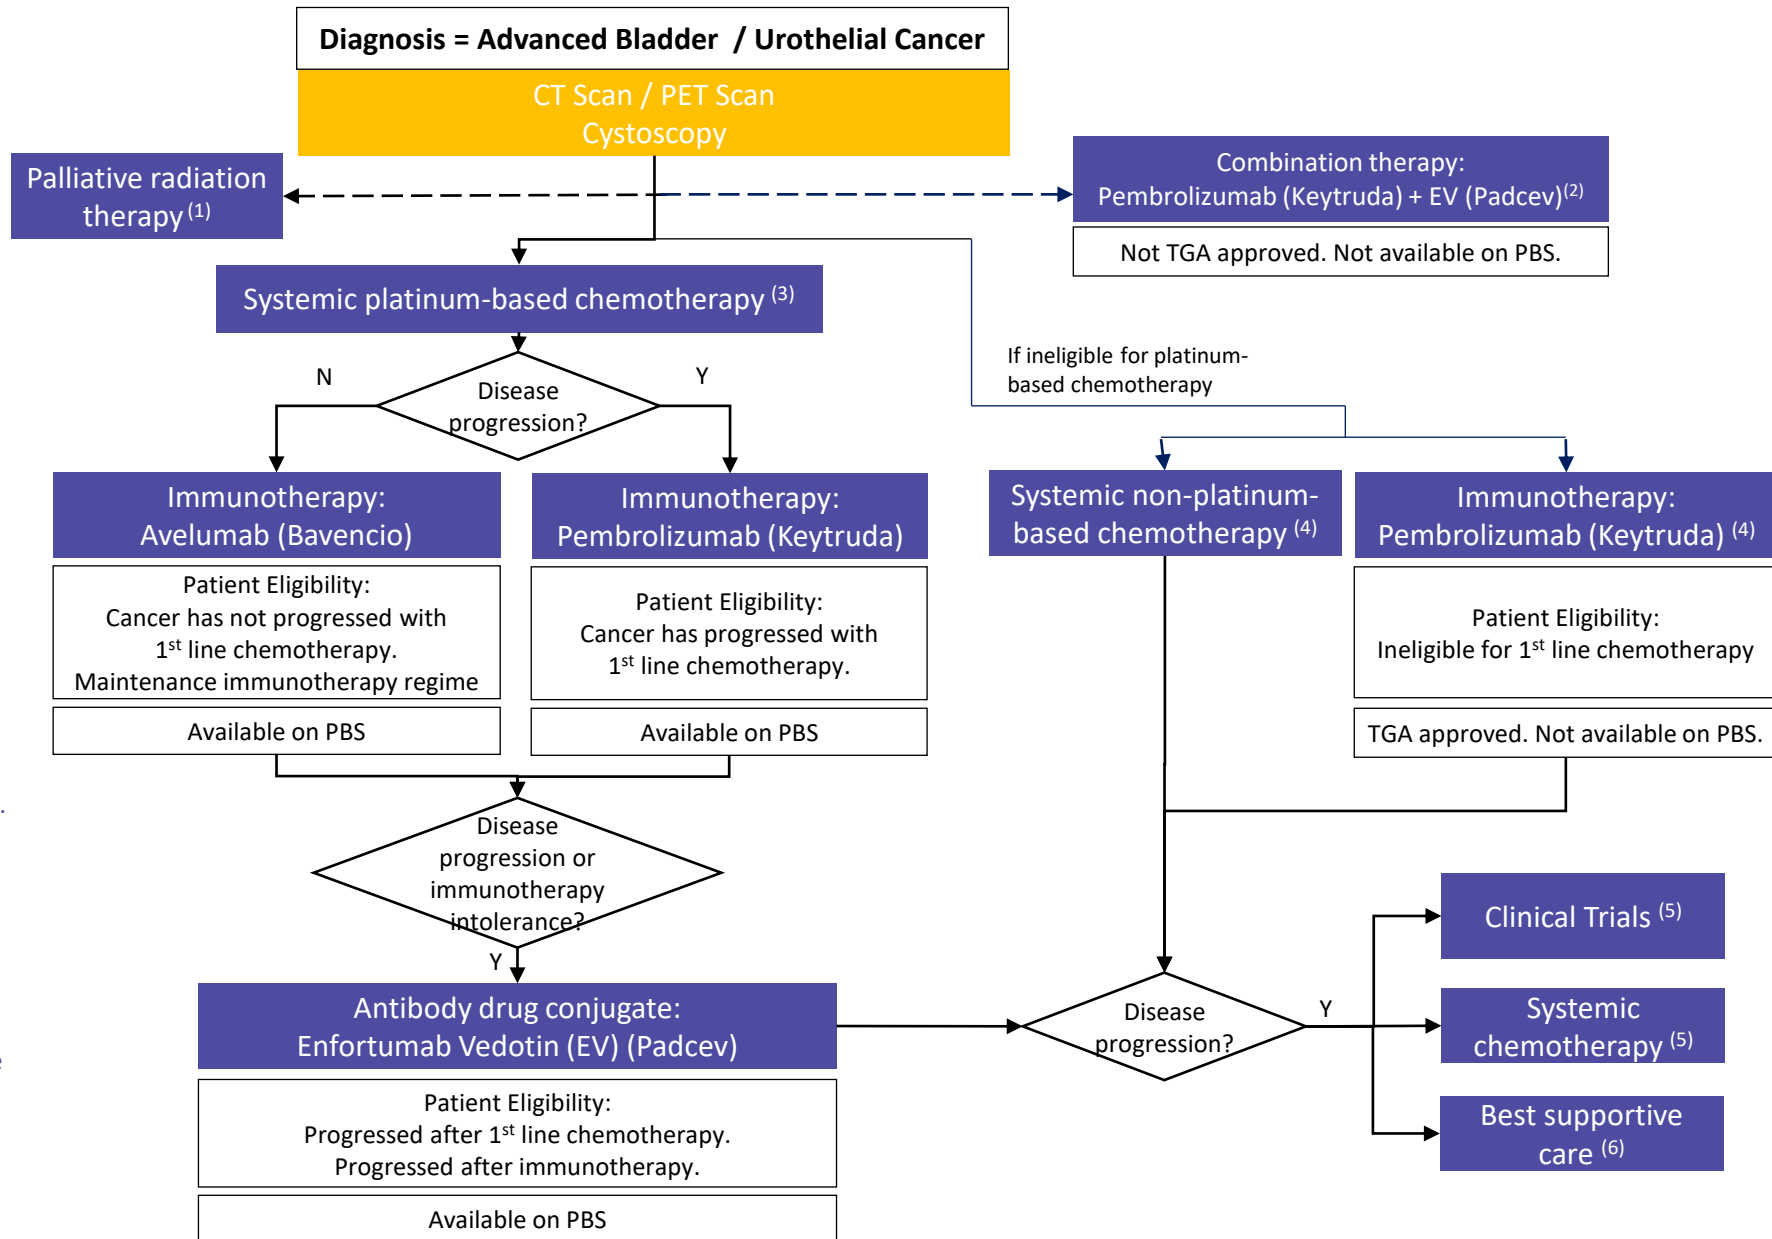 Diagnosis = Advanced Bladder / Urothelial Cancer
CT Scan / PET Scan
Cystoscopy
Palliative radiation
therapy (1)
Combination therapy:
Pembrolizumab (Keytruda) + EV (Padcev)(2)
Not TGA approved. Not available on PBS.
Systemic platinum-based chemotherapy (3)
If ineligible for platinum-
based chemotherapy
N
Y
Disease
progression?
Immunotherapy:
Avelumab (Bavencio)
Patient Eligibility:
Cancer has not progressed with
1st line chemotherapy.
Maintenance immunotherapy regime
Available on PBS
Immunotherapy:
Pembrolizumab (Keytruda)
Patient Eligibility:
Cancer has progressed with
1st line chemotherapy.
Available on PBS
Systemic non-platinum-
based chemotherapy (4)
Immunotherapy:
Pembrolizumab (Keytruda) (4)
Patient Eligibility:
Ineligible for 1st line chemotherapy
TGA approved. Not available on PBS.
Disease
progression or
immunotherapy
intolerance?
Y
Antibody drug conjugate:
Enfortumab Vedotin (EV) (Padcev)
Patient Eligibility:
Progressed after 1st line chemotherapy.
Progressed after immunotherapy.
Available on PBS
Disease
progression?
Y
Clinical Trials (5)
Systemic
chemotherapy (5)
Best supportive
care (6)